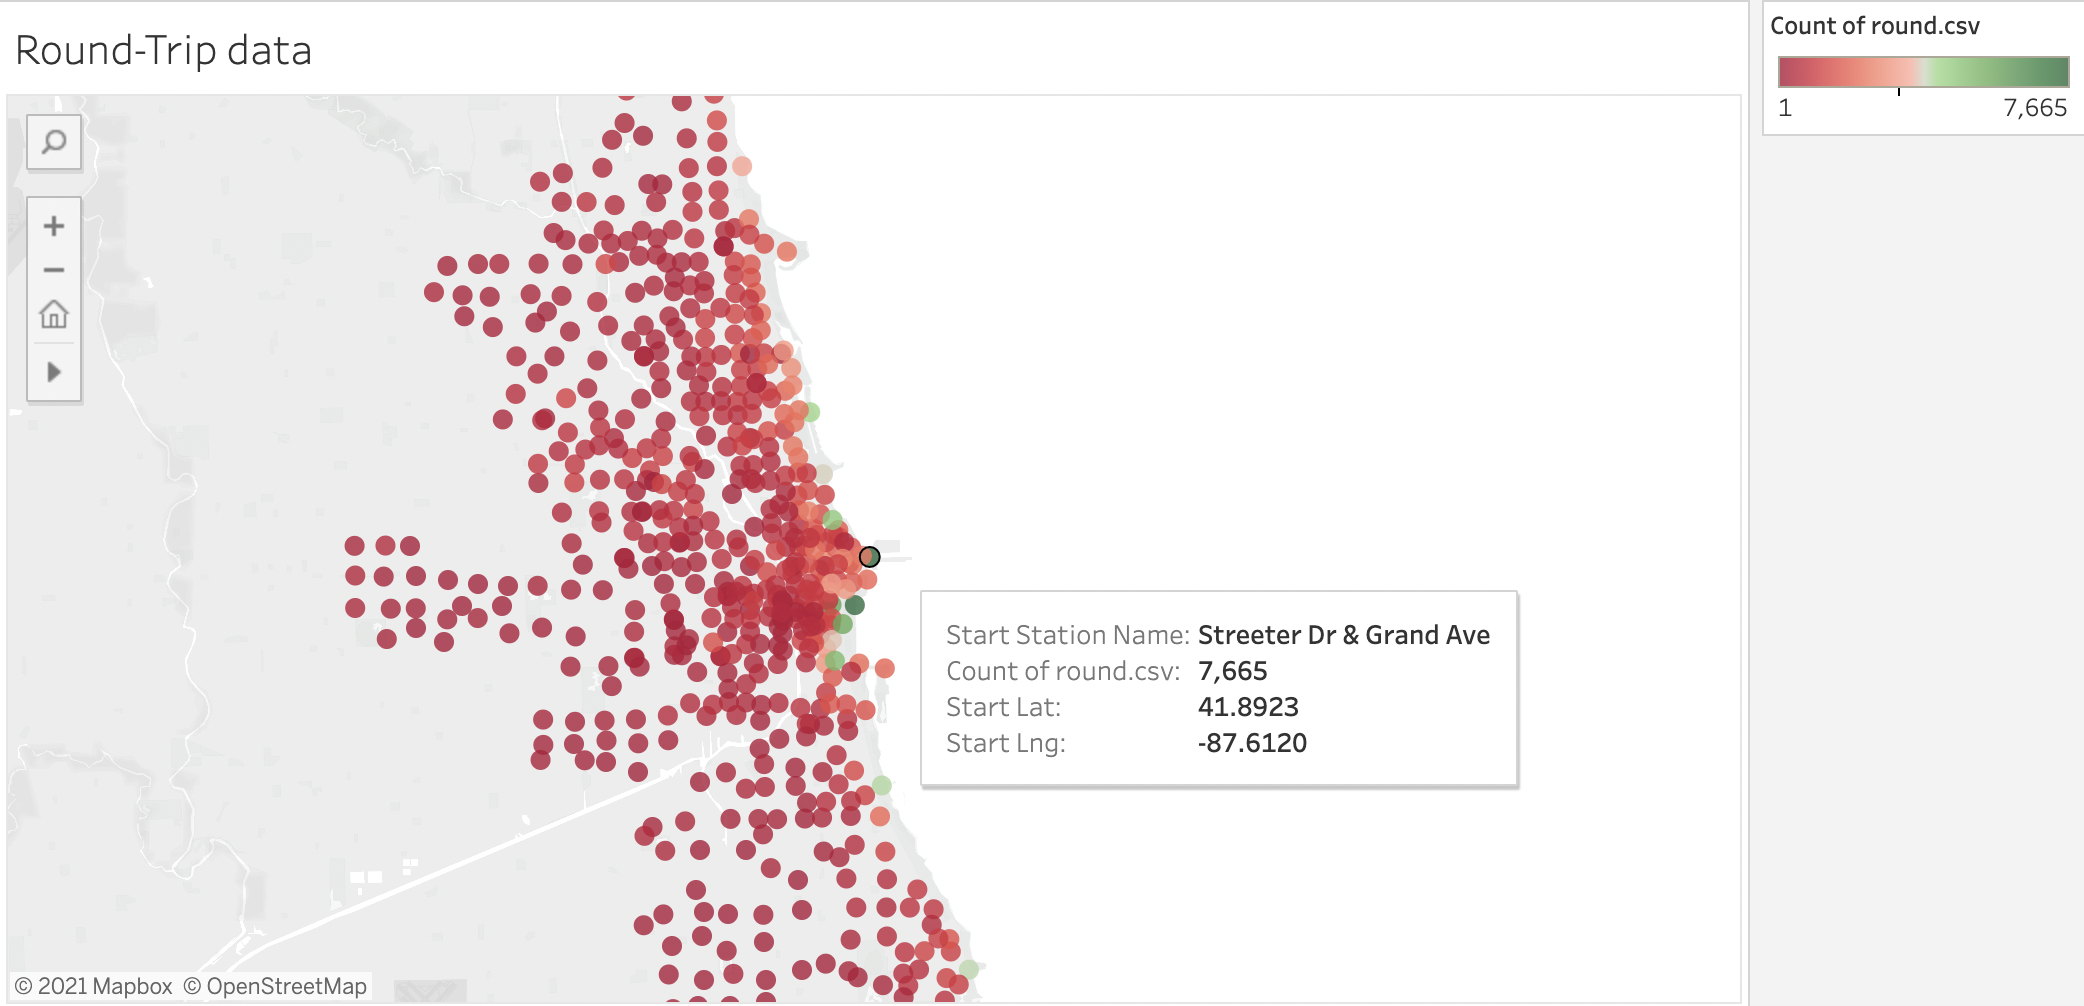 Round-Trip data
Count of round.csv
1 7,665
Start Station Name: Streeter Dr & Grand Ave
Count of round.csv: 7,665
Start Lat: 41.8923
Start Lng: -87.6120
© 2021 Mapbox © OpenStreetMap